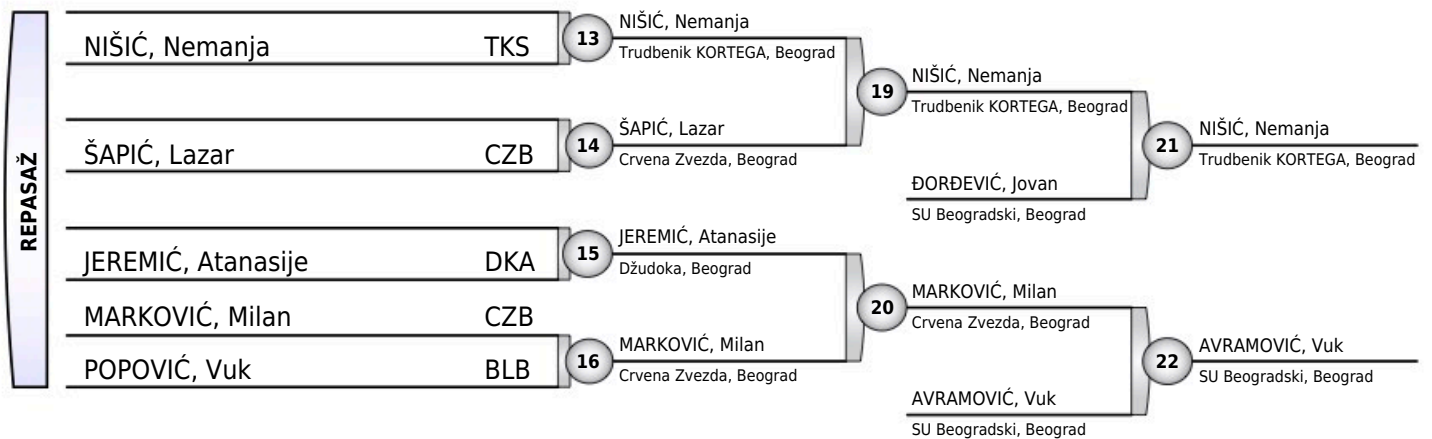 REPASAŽ
NIŠIĆ, Nemanja TKS
ŠAPIĆ, Lazar CZB
JEREMIĆ, Atanasije DKA
MARKOVIĆ, Milan CZB
POPOVIĆ, Vuk BLB
13
NIŠIĆ, Nemanja
Trudbenik KORTEGA, Beograd
14
ŠAPIĆ, Lazar
Crvena Zvezda, Beograd
15
JEREMIĆ, Atanasije
Džudoka, Beograd
16
MARKOVIĆ, Milan
Crvena Zvezda, Beograd
19
NIŠIĆ, Nemanja
Trudbenik KORTEGA, Beograd
ĐORĐEVIĆ, Jovan
SU Beogradski, Beograd
20
MARKOVIĆ, Milan
Crvena Zvezda, Beograd
AVRAMOVIĆ, Vuk
SU Beogradski, Beograd
21
NIŠIĆ, Nemanja
Trudbenik KORTEGA, Beograd
22
AVRAMOVIĆ, Vuk
SU Beogradski, Beograd